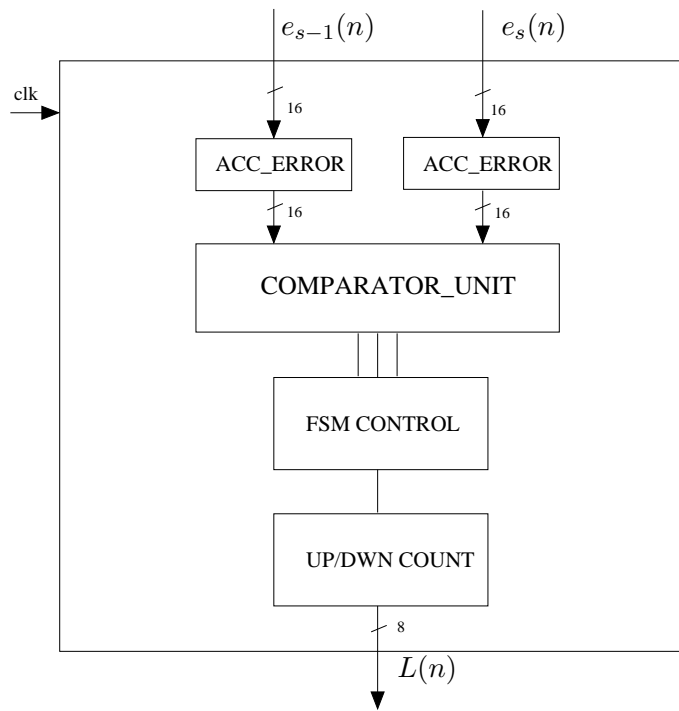 e_{s−1}(n)
e_s(n)
clk
16
16
ACC_ERROR
ACC_ERROR
16
16
COMPARATOR_UNIT
FSM CONTROL
UP/DWN COUNT
8
L(n)